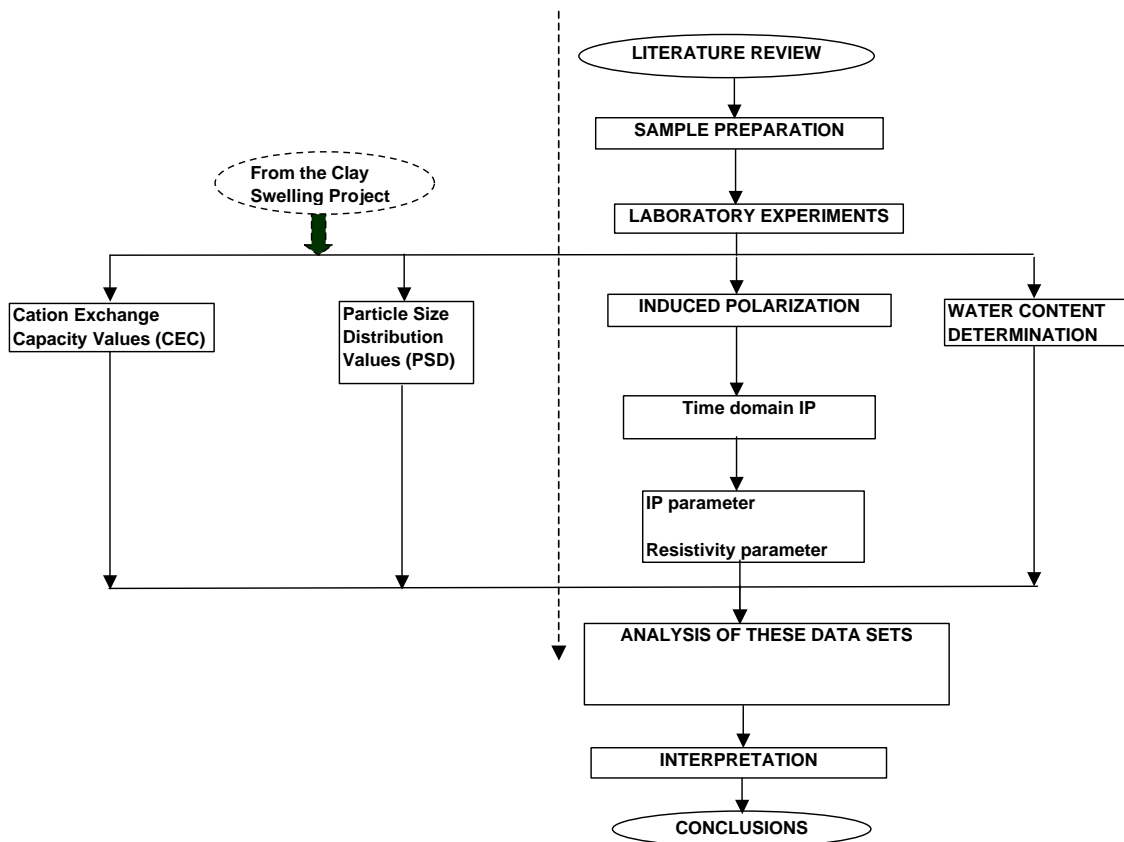 LITERATURE REVIEW
SAMPLE PREPARATION
From the Clay
Swelling Project
LABORATORY EXPERIMENTS
Cation Exchange
Capacity Values (CEC)
Particle Size
Distribution
Values (PSD)
INDUCED POLARIZATION
WATER CONTENT
DETERMINATION
Time domain IP
IP parameter
Resistivity parameter
ANALYSIS OF THESE DATA SETS
INTERPRETATION
CONCLUSIONS